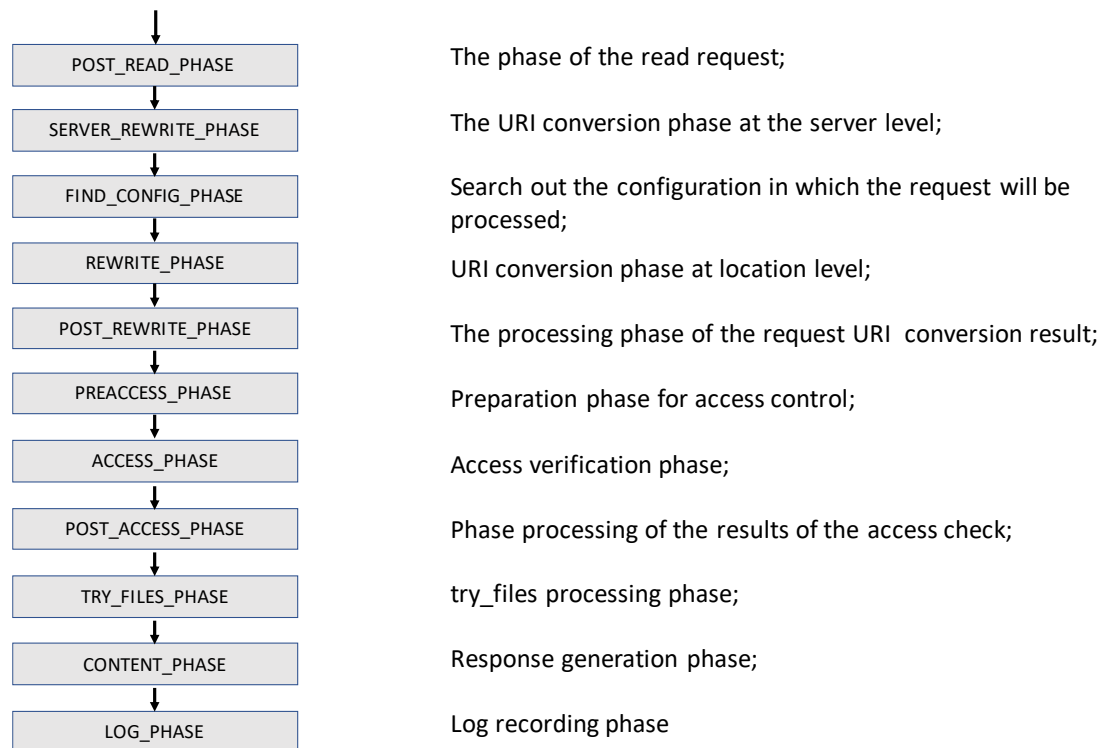 POST_READ_PHASE
The phase of the read request;
SERVER_REWRITE_PHASE
The URI conversion phase at the server level;
FIND_CONFIG_PHASE
Search out the configuration in which the request will be
processed;
REWRITE_PHASE
URI conversion phase at location level;
POST_REWRITE_PHASE
The processing phase of the request URI conversion result;
PREACCESS_PHASE
Preparation phase for access control;
ACCESS_PHASE
Access verification phase;
POST_ACCESS_PHASE
Phase processing of the results of the access check;
TRY_FILES_PHASE
try_files processing phase;
CONTENT_PHASE
Response generation phase;
LOG_PHASE
Log recording phase